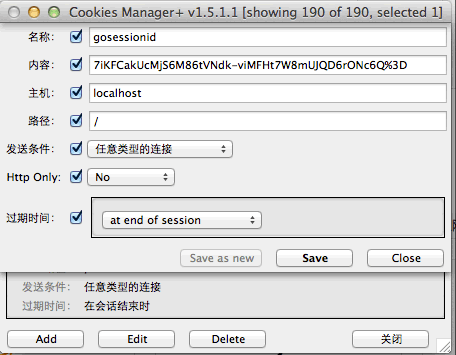 Cookies Manager+ v1.5.1.1 [showing 190 of 190, selected 1]
名称: gosessionid
内容: 7iKFCakUcMjS6M86tVNdk-viMFHt7W8mUJQD6rONc6Q%3D
主机: localhost
路径: /
发送条件: 任意类型的连接
Http Only: No
过期时间: at end of session
Save as new Save Close
发送条件: 任意类型的连接
过期时间: 在会话结束时
Add Edit Delete 关闭